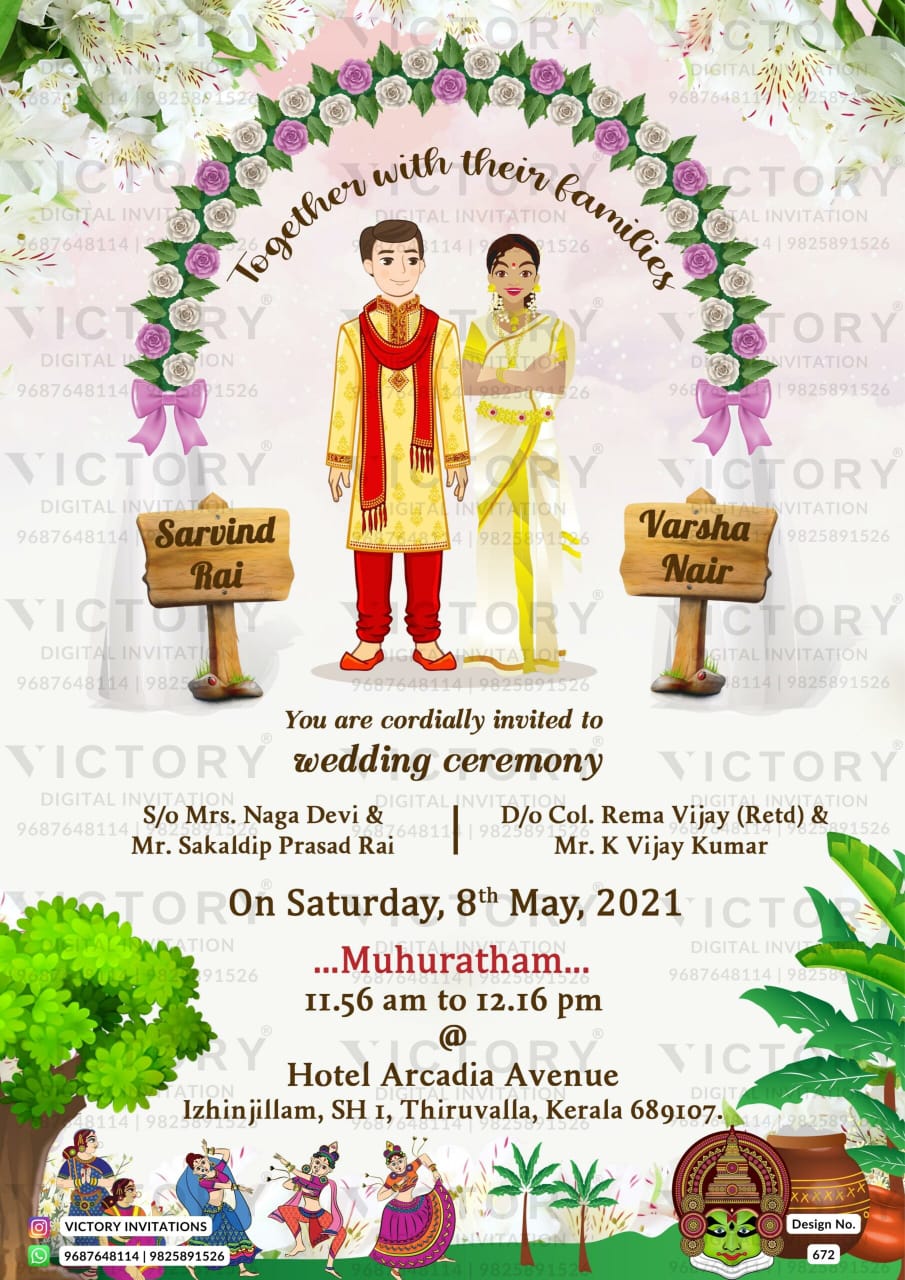 Together with their families
Sarvind
Rai
Varsha
Nair
You are cordially invited to
wedding ceremony
S/o Mrs. Naga Devi &
Mr. Sakaldip Prasad Rai
D/o Col. Rema Vijay (Retd) &
Mr. K Vijay Kumar
On Saturday, 8th May, 2021
...Muhuratham...
11.56 am to 12.16 pm
@
Hotel Arcadia Avenue
Izhinjillam, SH 1, Thiruvalla, Kerala 689107.
VICTORY INVITATIONS
9687648114 | 9825891526
Design No.
672
VICTORY®
DIGITAL INVITATION
9687648114 | 9825891526